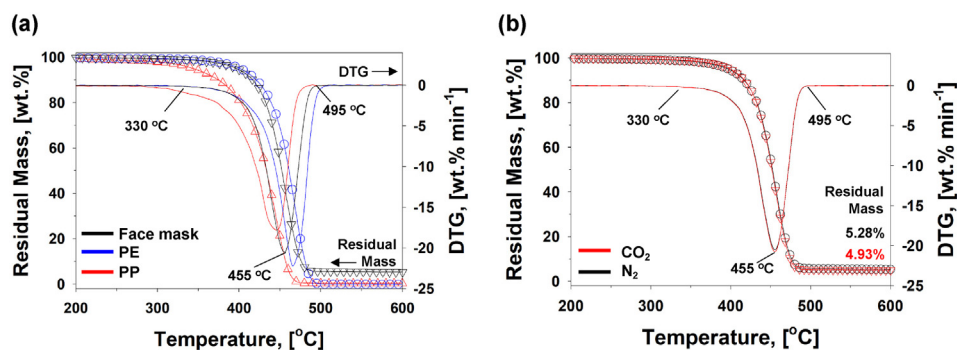 (a)
100
80
60
40
20
0
Residual Mass, [wt.%]
DTG →
330 °C
495 °C
455 °C
Face mask
PE
PP
Residual
← Mass
0
-5
-10
-15
-20
-25
DTG, [wt.% min⁻¹]
200 300 400 500 600
Temperature, [°C]
(b)
100
80
60
40
20
0
Residual Mass, [wt.%]
330 °C
495 °C
455 °C
Residual
Mass
5.28%
4.93%
CO₂
N₂
0
-5
-10
-15
-20
-25
DTG, [wt.% min⁻¹]
200 300 400 500 600
Temperature, [°C]